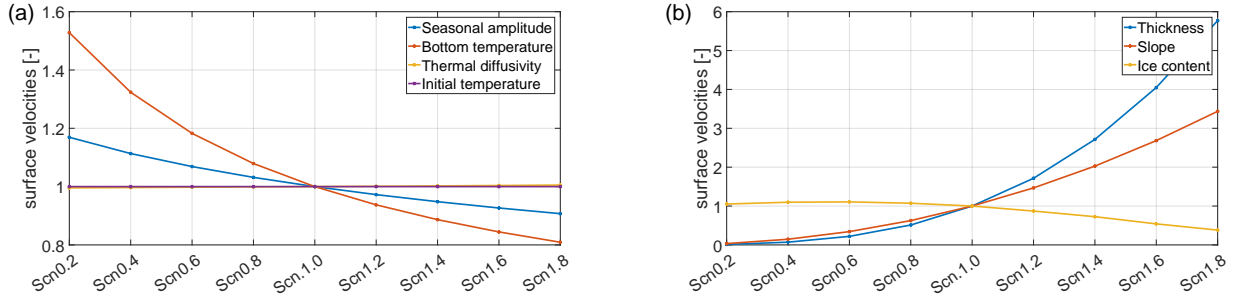 (a)
surface velocities [-]
1.6
1.4
1.2
1
0.8
Seasonal amplitude
Bottom temperature
Thermal diffusivity
Initial temperature
Scn0.2
Scn0.4
Scn0.6
Scn0.8
Scn.1.0
Scn1.2
Scn1.4
Scn1.6
Scn1.8
(b)
surface velocities [-]
6
5
4
3
2
1
0
Thickness
Slope
Ice content
Scn0.2
Scn0.4
Scn0.6
Scn0.8
Scn.1.0
Scn1.2
Scn1.4
Scn1.6
Scn1.8